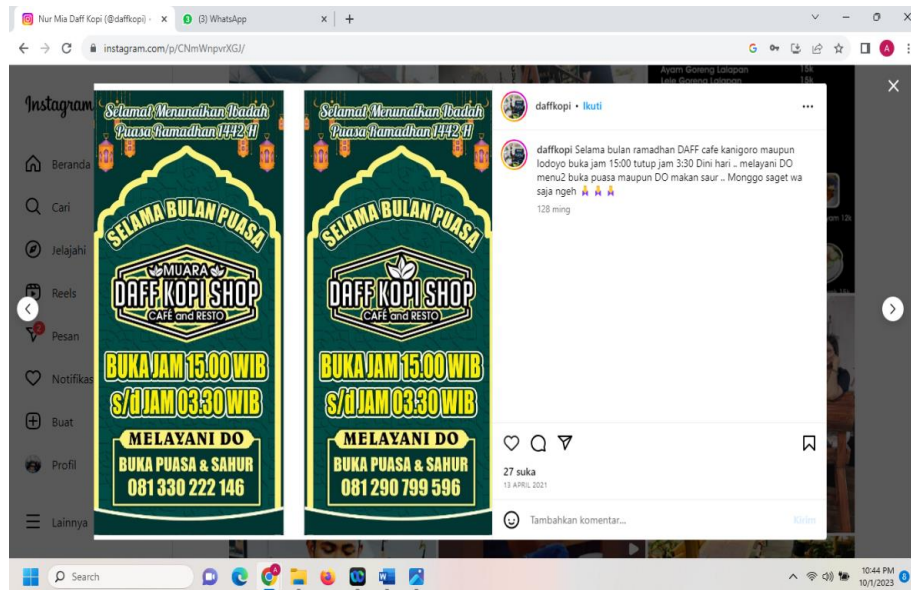 Nur Mia Daff Kopi (@daffkopi) •
(3) WhatsApp
instagram.com/p/CNmWnpvrXGJ/
Instagram
Beranda
Cari
Jelajahi
Reels
Pesan
Notifikas
Buat
Profil
Lainnya
Ayam Goreng Lalapan 15k
Lele Goreng Lalapan 15k
Selamat Menunaikan Ibadah
Puasa Ramadhan 1442 H
SELAMA BULAN PUASA
MUARA
DAFF KOPI SHOP
CAFÉ and RESTO
BUKA JAM 15.00 WIB
s/d JAM 03.30 WIB
MELAYANI DO
BUKA PUASA & SAHUR
081 330 222 146
Selamat Menunaikan Ibadah
Puasa Ramadhan 1442 H
SELAMA BULAN PUASA
DAFF KOPI SHOP
CAFÉ and RESTO
BUKA JAM 15.00 WIB
s/d JAM 03.30 WIB
MELAYANI DO
BUKA PUASA & SAHUR
081 290 799 596
daffkopi • Ikuti
daffkopi Selama bulan ramadhan DAFF cafe kanigoro maupun
lodoyo buka jam 15:00 tutup jam 3:30 Dini hari .. melayani DO
menu2 buka puasa maupun DO makan saur .. Monggo saget wa
saja ngeh
128 ming
27 suka
13 APRIL 2021
Tambahkan komentar...
Kirim
Search
10:44 PM
10/1/2023